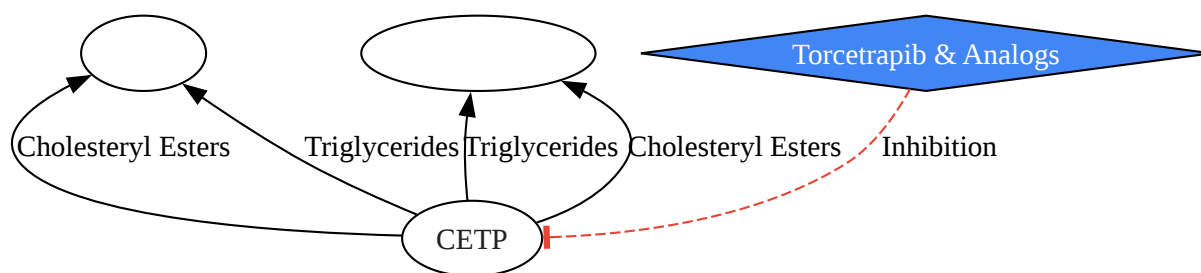 Torcetrapib & Analogs
Cholesteryl Esters
Triglycerides
Triglycerides
Cholesteryl Esters
Inhibition
CETP